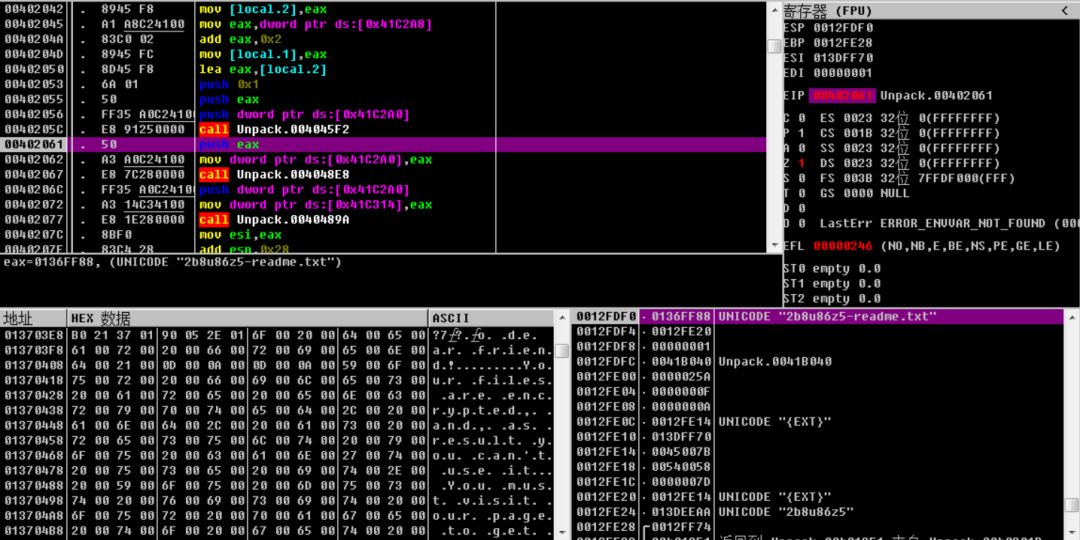 00402042 . 8945 F8 mov [local.2],eax
00402045 . A1 A8C24100 mov eax,dword ptr ds:[0x41C2A8]
0040204A . 83C0 02 add eax,0x2
0040204D . 8945 FC mov [local.1],eax
00402050 . 8D45 F8 lea eax,[local.2]
00402053 . 6A 01 push 0x1
00402055 . 50 push eax
00402056 . FF35 A0C24100 push dword ptr ds:[0x41C2A0]
0040205C . E8 91250000 call Unpack.004045F2
00402061 . 50 push eax
00402062 . A3 A0C24100 mov dword ptr ds:[0x41C2A0],eax
00402067 . E8 7C280000 call Unpack.004048E8
0040206C . FF35 A0C24100 push dword ptr ds:[0x41C2A0]
00402072 . A3 14C34100 mov dword ptr ds:[0x41C314],eax
00402077 . E8 1E280000 call Unpack.0040489A
0040207C . 8BF0 mov esi,eax
0040207E . 83C4 28 add esp,0x28
eax=0136FF88, (UNICODE "2b8u86z5-readme.txt")
寄存器 (FPU) <
ESP 0012FDF0
EBP 0012FE28
ESI 013DFF70
EDI 00000001
EIP 00402061 Unpack.00402061
C 0 ES 0023 32位 0(FFFFFFFF)
P 1 CS 001B 32位 0(FFFFFFFF)
A 0 SS 0023 32位 0(FFFFFFFF)
Z 1 DS 0023 32位 0(FFFFFFFF)
S 0 FS 003B 32位 7FFDF000(FFF)
T 0 GS 0000 NULL
D 0
O 0 LastErr ERROR_ENVVAR_NOT_FOUND (000
EFL 00000246 (NO,NB,E,BE,NS,PE,GE,LE)
ST0 empty 0.0
ST1 empty 0.0
ST2 empty 0.0
地址 HEX 数据 ASCII
013703E8 B0 21 37 01 90 05 2E 01 6F 00 20 00 64 00 65 00
013703F8 61 00 72 00 20 00 66 00 72 00 69 00 65 00 6E 00 a.r. .f.r.i.e.n.
01370408 64 00 21 00 0D 00 0A 00 0D 00 0A 00 59 00 6F 00 d.!.........Y.o.
01370418 75 00 72 00 20 00 66 00 69 00 6C 00 65 00 73 00 u.r. .f.i.l.e.s.
01370428 20 00 61 00 72 00 65 00 20 00 65 00 6E 00 63 00 .a.r.e. .e.n.c.
01370438 72 00 79 00 70 00 74 00 65 00 64 00 2C 00 20 00 r.y.p.t.e.d.,. .
01370448 61 00 6E 00 64 00 2C 00 20 00 61 00 73 00 20 00 a.n.d.,. .a.s. .
01370458 72 00 65 00 73 00 75 00 6C 00 74 00 20 00 79 00 r.e.s.u.l.t. .y.
01370468 6F 00 75 00 20 00 63 00 61 00 6E 00 27 00 74 00 o.u. .c.a.n.'.t.
01370478 20 00 75 00 73 00 65 00 20 00 69 00 74 00 2E 00 .u.s.e. .i.t...
01370488 20 00 59 00 6F 00 75 00 20 00 6D 00 75 00 73 00 .Y.o.u. .m.u.s.
01370498 74 00 20 00 76 00 69 00 73 00 69 00 74 00 20 00 t. .v.i.s.i.t. .
013704A8 6F 00 75 00 72 00 20 00 70 00 61 00 67 00 65 00 o.u.r. .p.a.g.e.
013704B8 20 00 74 00 6F 00 20 00 67 00 65 00 74 00 20 00 .t.o. .g.e.t. .
0012FDF0 0136FF88 UNICODE "2b8u86z5-readme.txt"
0012FDF4 0012FE20
0012FDF8 00000001
0012FDFC 0041B040 Unpack.0041B040
0012FE00 0000025A
0012FE04 0000000F
0012FE08 0000000A
0012FE0C 0012FE14 UNICODE "{EXT}"
0012FE10 013DFF70
0012FE14 0045007B
0012FE18 00540058
0012FE1C 0000007D
0012FE20 0012FE14 UNICODE "{EXT}"
0012FE24 013DEEAA UNICODE "2b8u86z5"
0012FE28 0012FF74